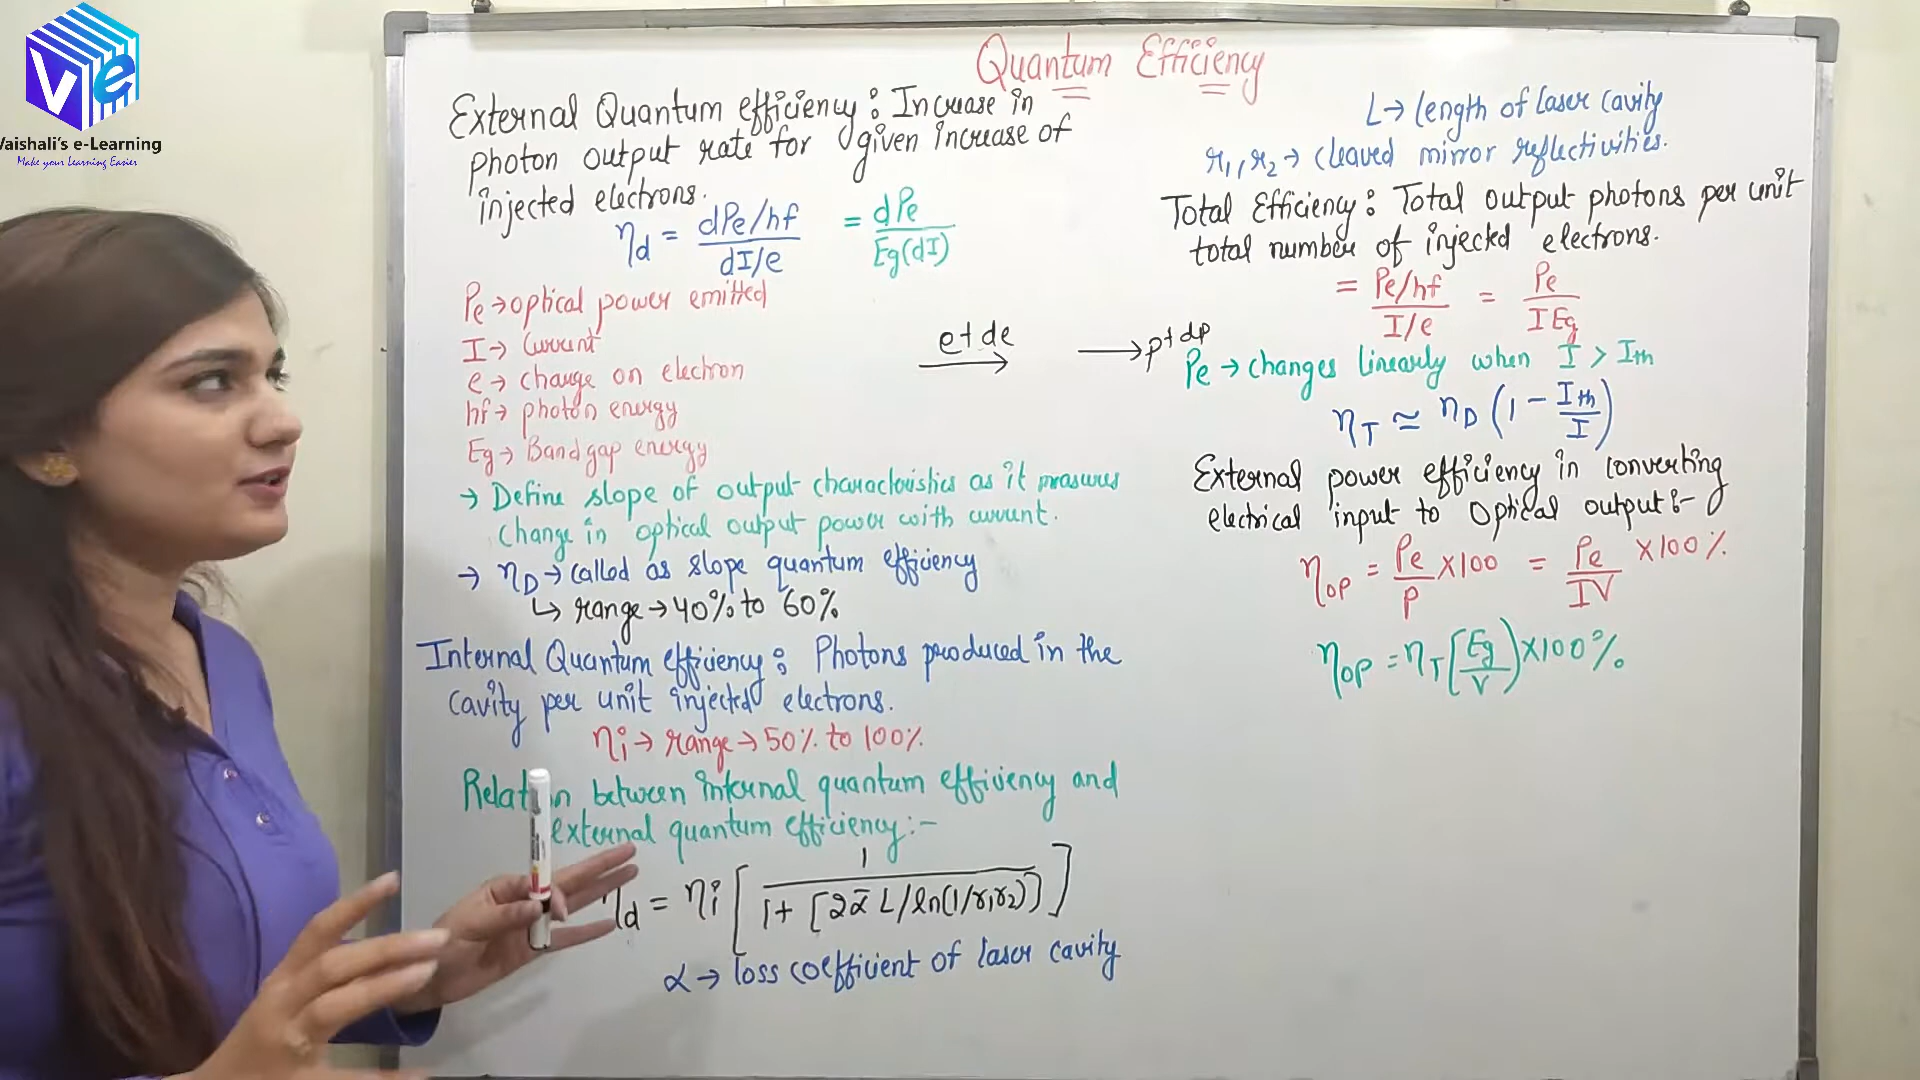 Ve
Vaishali's e-Learning
Make your Learning Easier
Quantum Efficiency
External Quantum efficiency : Increase in
photon output rate for given increase of
injected electrons.
ηd = dPe/hf / dI/e = dPe / Eg(dI)
Pe → optical power emitted
I → Current
e → charge on electron
hf → photon energy
Eg → Bandgap energy
e + de → → p + dp
→ Define slope of output characteristics as it measures
change in optical output power with current.
→ ηD → called as slope quantum efficiency
↳ range → 40% to 60%
Internal Quantum efficiency : Photons produced in the
cavity per unit injected electrons.
ηi → range → 50% to 100%
between internal quantum efficiency and
external quantum efficiency :-
ηd = ηi [ 1 / 1 + [2ᾱ L/ln(1/r1r2)] ]
α → loss coefficient of laser cavity
L → length of laser cavity
r1, r2 → cleaved mirror reflectivities.
Total Efficiency : Total output photons per unit
total number of injected electrons.
= Pe/hf / I/e = Pe / I Eg
Pe → changes linearly when I > Ith
ηT ≃ ηD (1 - Ith/I)
External power efficiency in converting
electrical input to Optical output :-
ηop = Pe/P × 100 = Pe/IV × 100%
ηop = ηT [Eg/V) × 100%